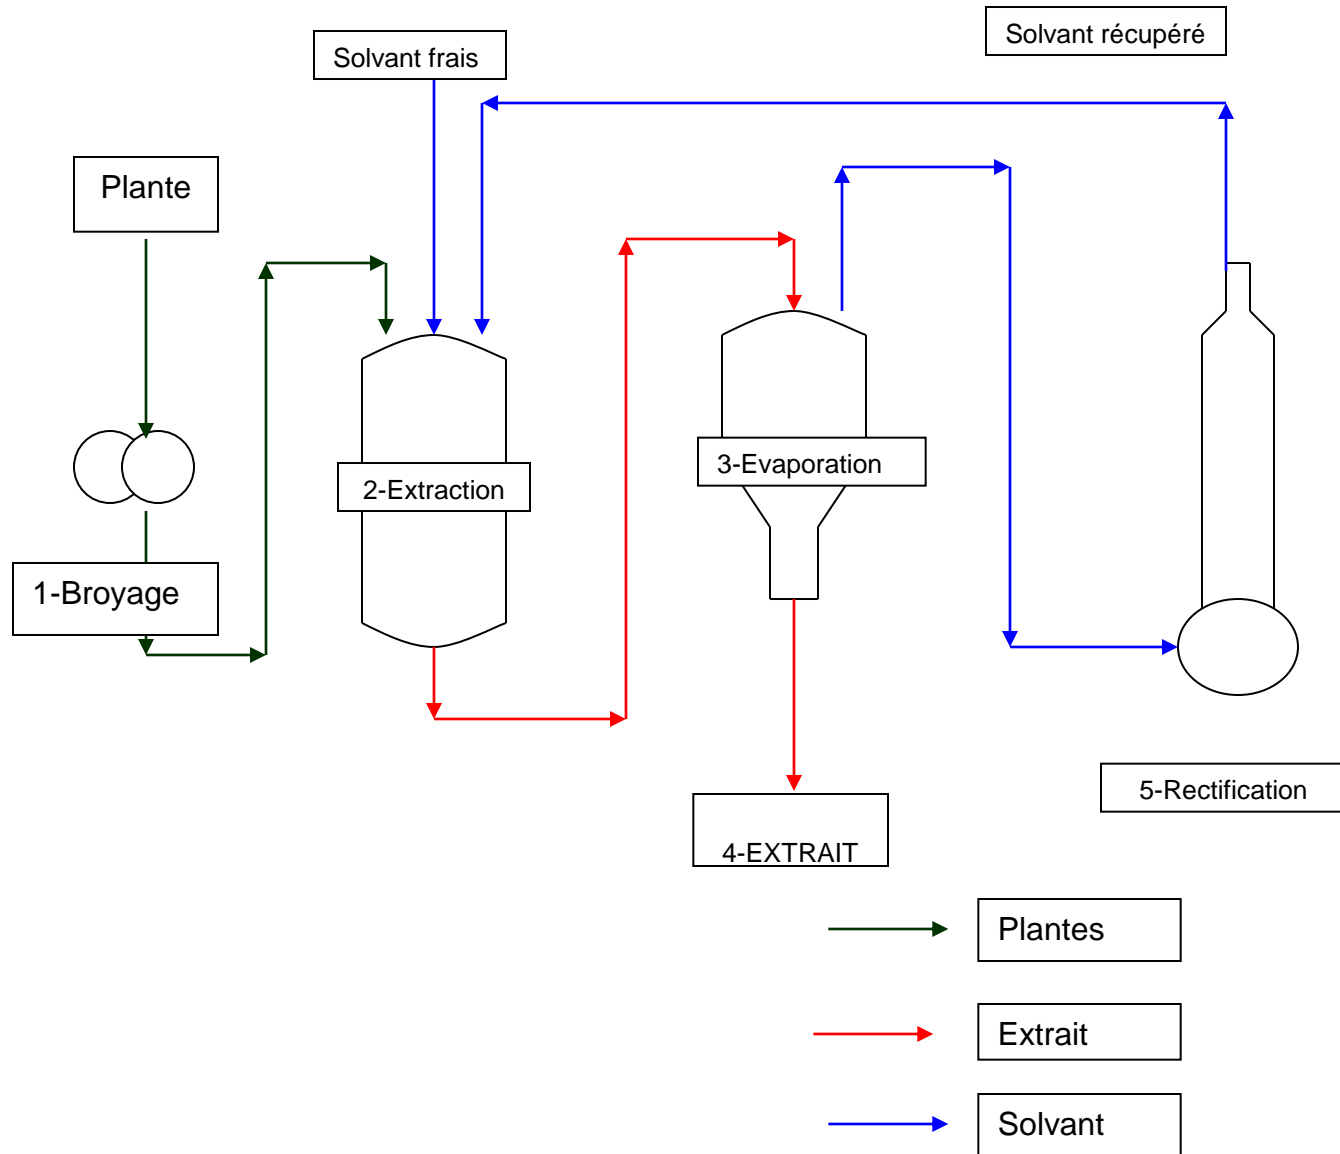 Solvant récupéré
Solvant frais
Plante
3-Evaporation
2-Extraction
1-Broyage
5-Rectification
4-EXTRAIT
Plantes
Extrait
Solvant